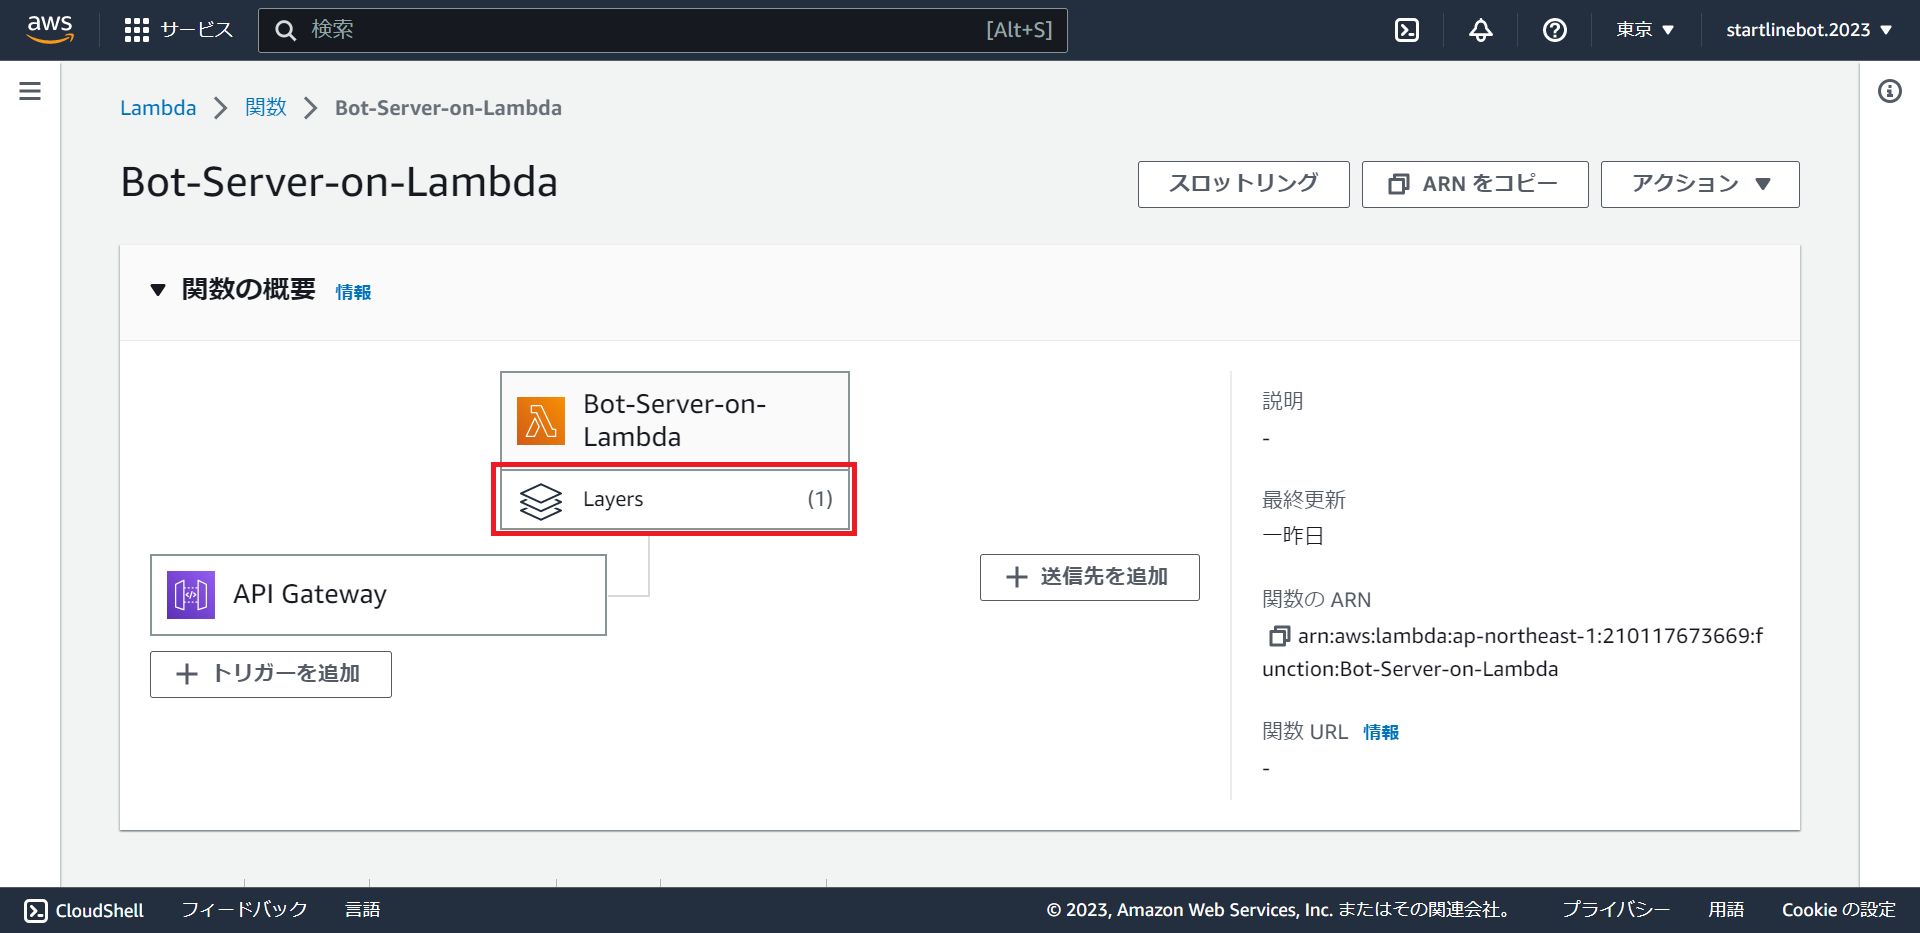 aws
サービス
検索
[Alt+S]
東京
startlinebot.2023
Lambda
関数
Bot-Server-on-Lambda
Bot-Server-on-Lambda
スロットリング
ARN をコピー
アクション
関数の概要
情報
Bot-Server-on-
Lambda
Layers
(1)
API Gateway
トリガーを追加
送信先を追加
説明
-
最終更新
一昨日
関数の ARN
arn:aws:lambda:ap-northeast-1:210117673669:f
unction:Bot-Server-on-Lambda
関数 URL 情報
-
CloudShell
フィードバック
言語
© 2023, Amazon Web Services, Inc. またはその関連会社。
プライバシー
用語
Cookie の設定